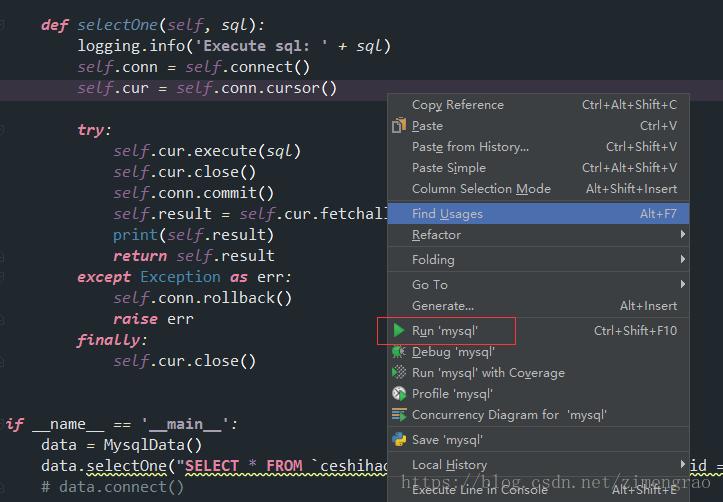 def selectOne(self, sql):
logging.info('Execute sql: ' + sql)
self.conn = self.connect()
self.cur = self.conn.cursor()
try:
self.cur.execute(sql)
self.cur.close()
self.conn.commit()
self.result = self.cur.fetchall
print(self.result)
return self.result
except Exception as err:
self.conn.rollback()
raise err
finally:
self.cur.close()
if __name__ == '__main__':
data = MysqlData()
data.selectOne("SELECT * FROM `ceshihao id =
# data.connect()
Copy Reference Ctrl+Alt+Shift+C
Paste Ctrl+V
Paste from History... Ctrl+Shift+V
Paste Simple Ctrl+Alt+Shift+V
Column Selection Mode Alt+Shift+Insert
Find Usages Alt+F7
Refactor
Folding
Go To
Generate... Alt+Insert
Run 'mysql' Ctrl+Shift+F10
Debug 'mysql'
Run 'mysql' with Coverage
Profile 'mysql'
Concurrency Diagram for 'mysql'
Save 'mysql'
Local History
Execute Line in Console Alt+Shift+E
https://blog.csdn.net/zimengrao